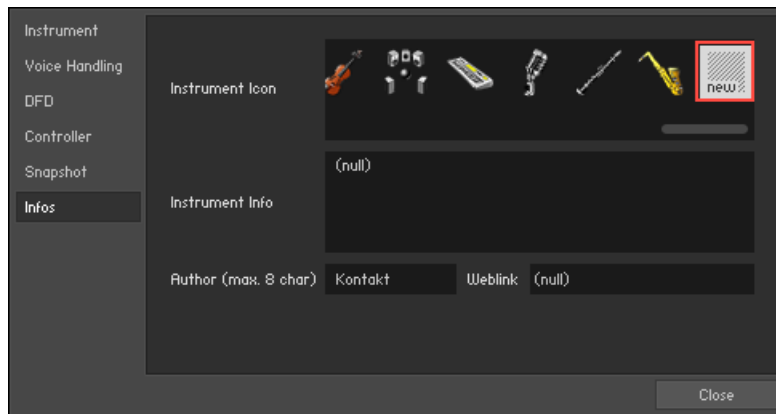 Instrument
Voice Handling
DFD
Controller
Snapshot
Infos
Instrument Icon
new
(null)
Instrument Info
Author (max. 8 char) Kontakt Weblink (null)
Close